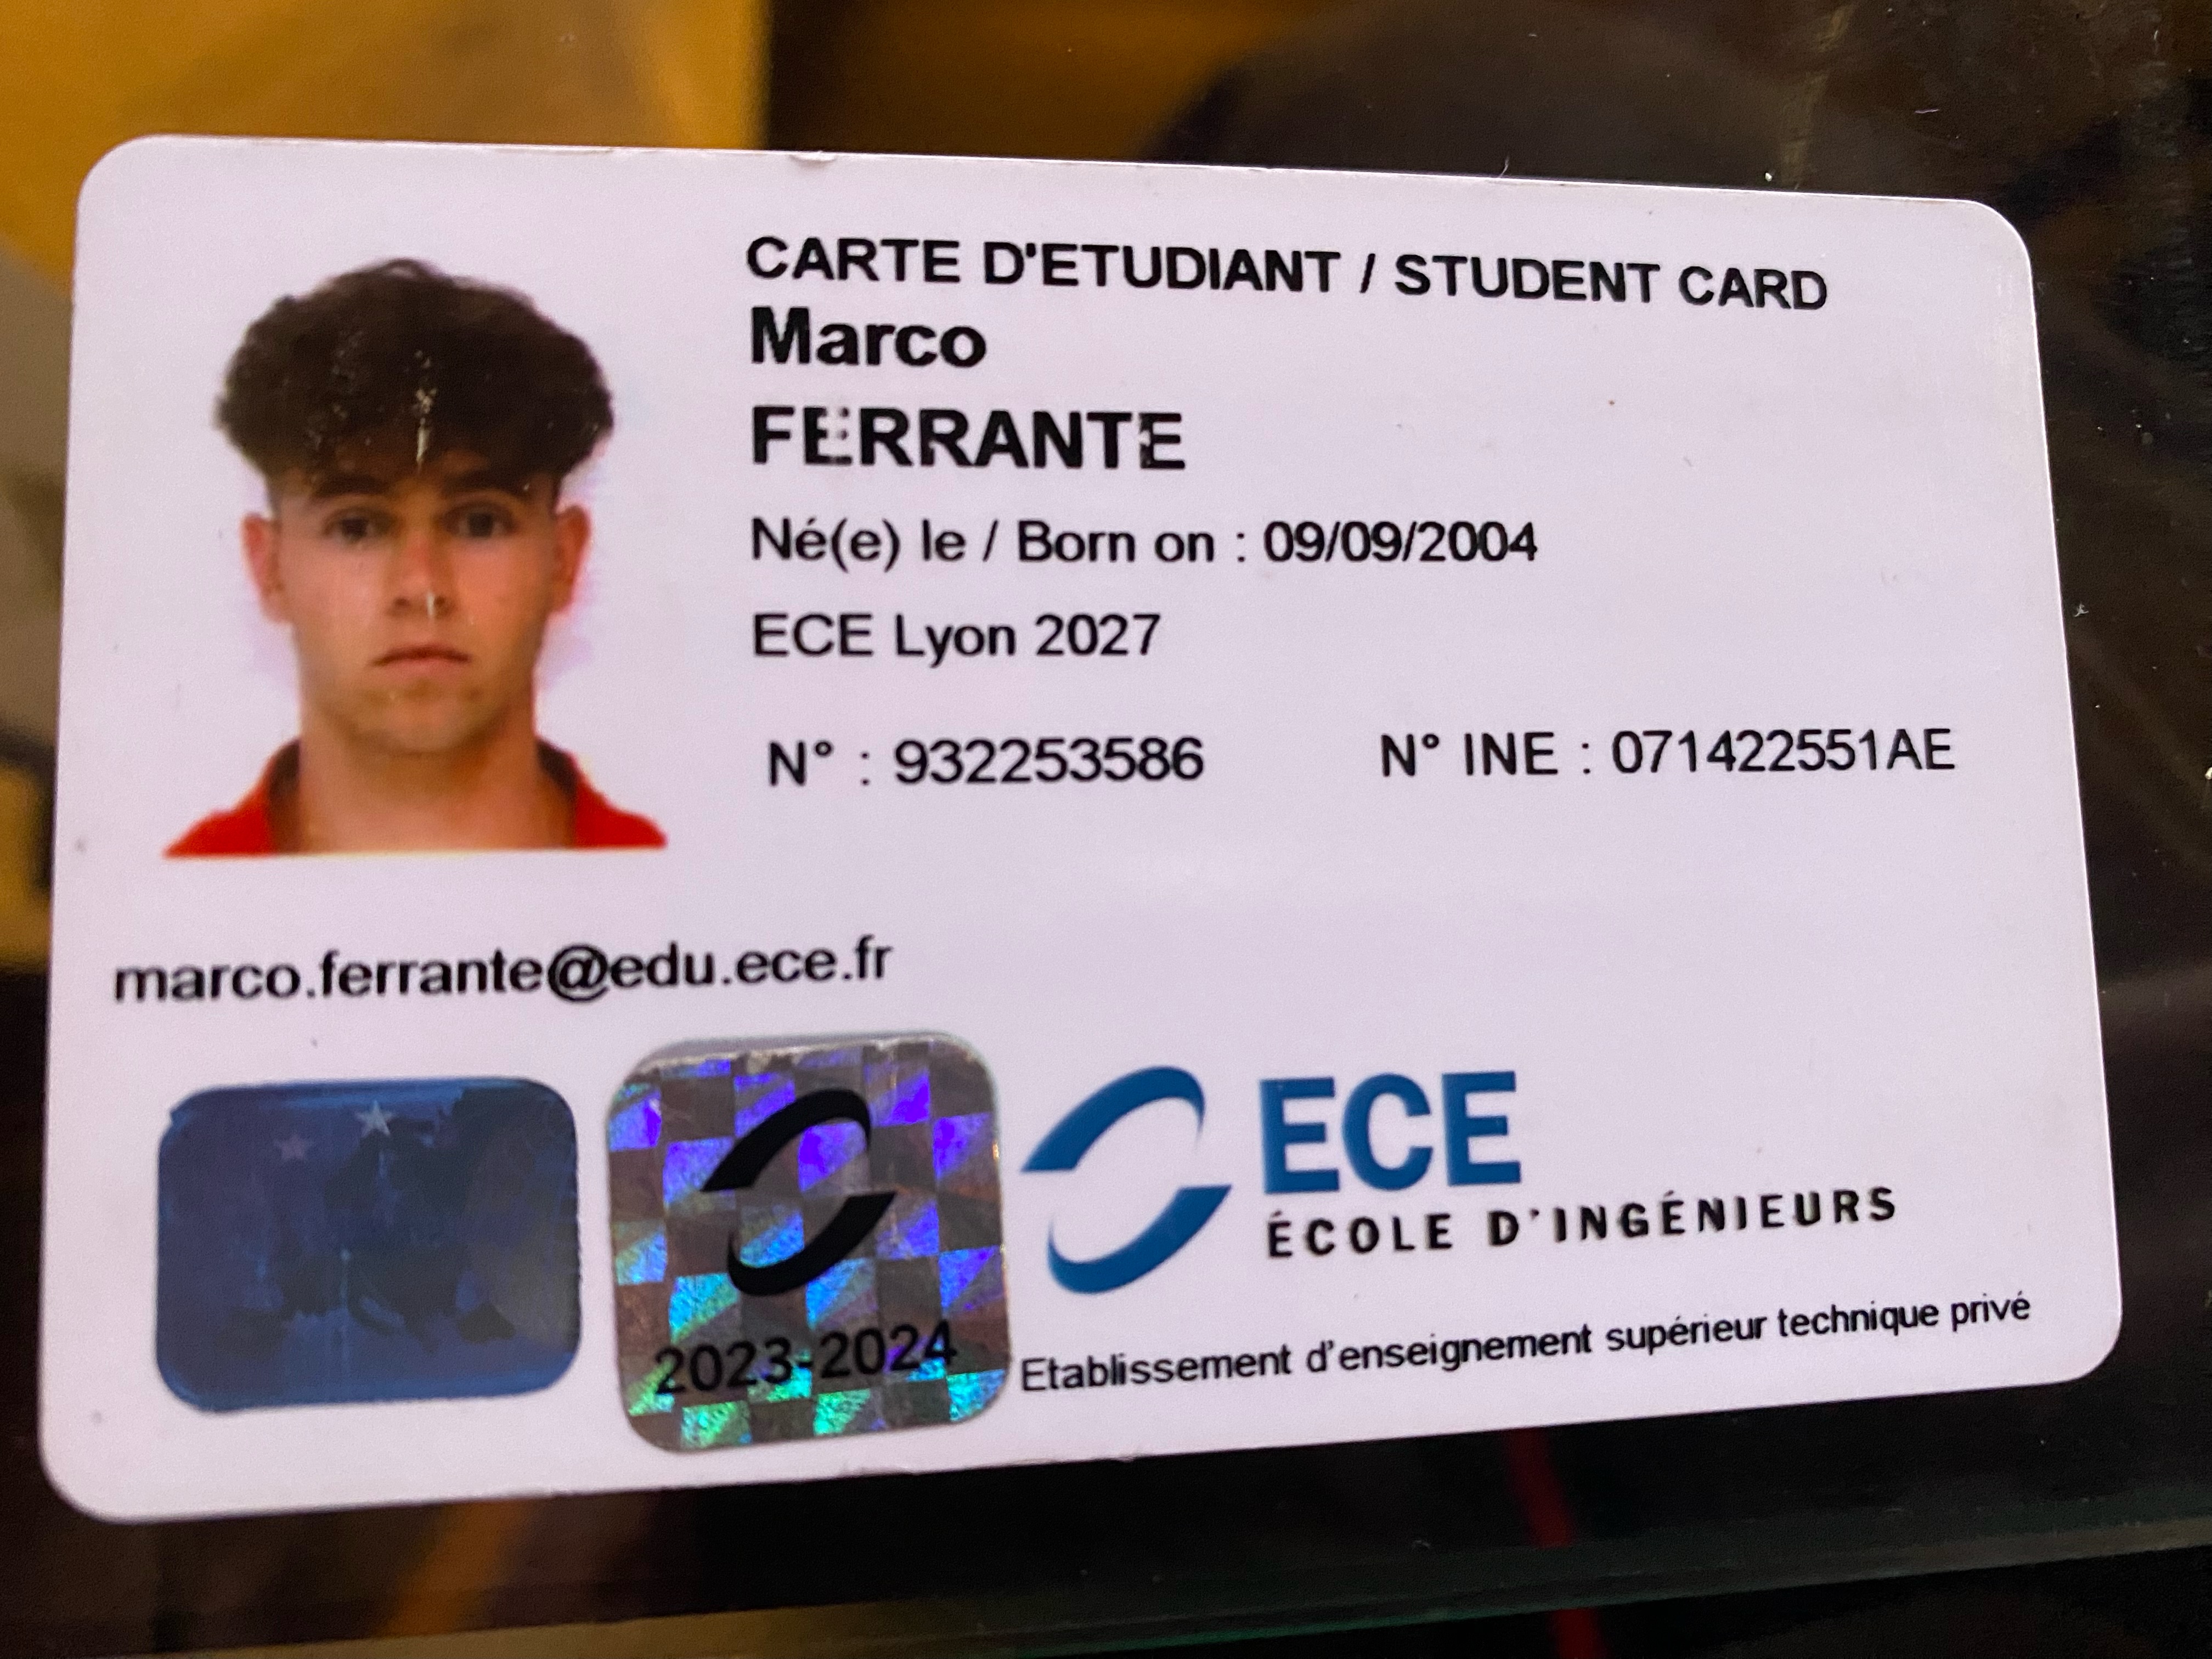 CARTE D'ETUDIANT / STUDENT CARD
Marco
FERRANTE
Né(e) le / Born on : 09/09/2004
ECE Lyon 2027
N° : 932253586
N° INE : 071422551AE
marco.ferrante@edu.ece.fr
2023-2024
ECE
ÉCOLE D'INGÉNIEURS
Etablissement d'enseignement supérieur technique privé